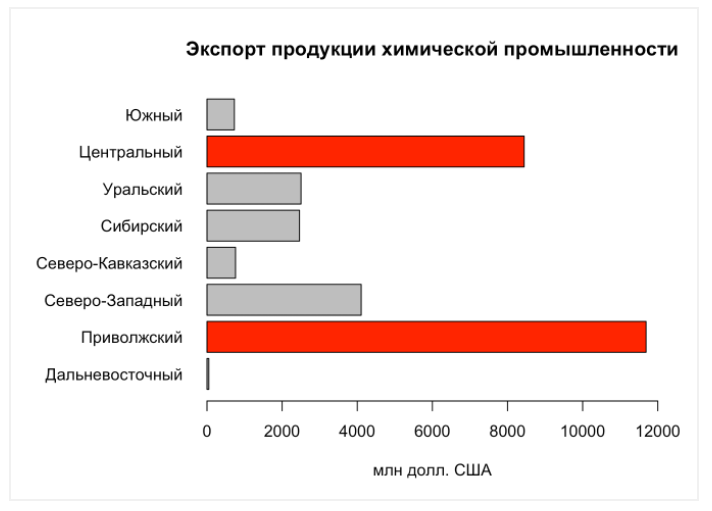 Экспорт продукции химической промышленности
Южный
Центральный
Уральский
Сибирский
Северо-Кавказский
Северо-Западный
Приволжский
Дальневосточный
0 2000 4000 6000 8000 10000 12000
млн долл. США